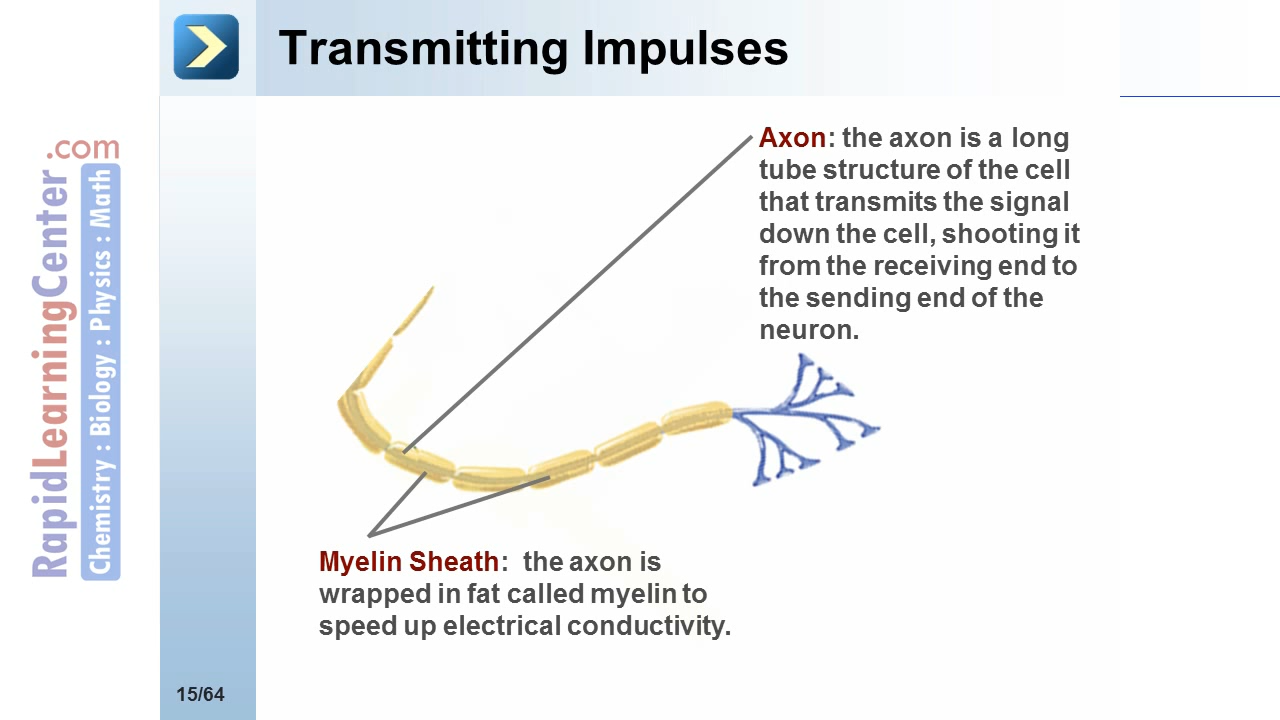 Transmitting Impulses
Axon: the axon is a long
tube structure of the cell
that transmits the signal
down the cell, shooting it
from the receiving end to
the sending end of the
neuron.
Myelin Sheath:  the axon is
wrapped in fat called myelin to
speed up electrical conductivity.
RapidLearningCenter.com
Chemistry : Biology : Physics : Math
15/64